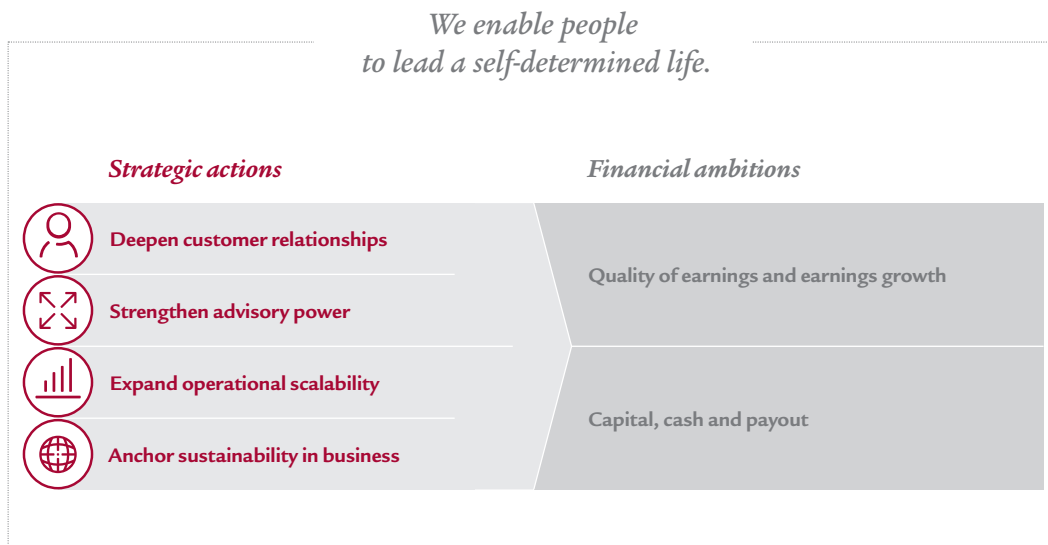 We enable people
to lead a self-determined life.
Strategic actions
Financial ambitions
Deepen customer relationships
Strengthen advisory power
Expand operational scalability
Anchor sustainability in business
Quality of earnings and earnings growth
Capital, cash and payout